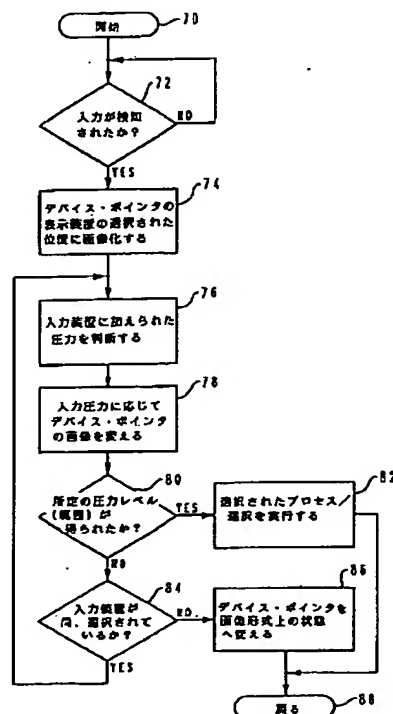 開始
70
72
入力が検知
されたか?
NO
YES
74
デバイス・ポインタの
表示装置の選択された
位置に画像化する
76
入力装置に加えられた
圧力を判断する
78
入力圧力に応じて
デバイス・ポインタ
の画像を変える
80
所定の圧力レベル
(範囲)が
得られたか?
YES
NO
82
選択されたプロセス/
選択を実行する
84
入力装置が
尚、選択されて
いるか?
NO
YES
86
デバイス・ポインタを
画像形式上の状態
へ変える
戻る
88